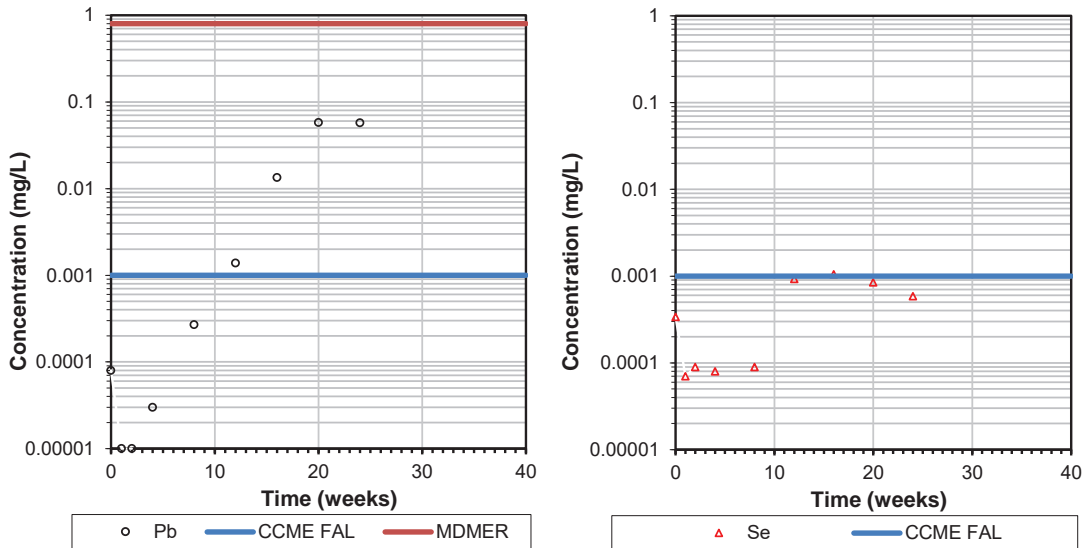 1
0.1
0.01
0.001
0.0001
0.00001
Concentration (mg/L)
0 10 20 30 40
Time (weeks)
Pb CCME FAL MDMER
1
0.1
0.01
0.001
0.0001
0.00001
Concentration (mg/L)
0 10 20 30 40
Time (weeks)
Se CCME FAL